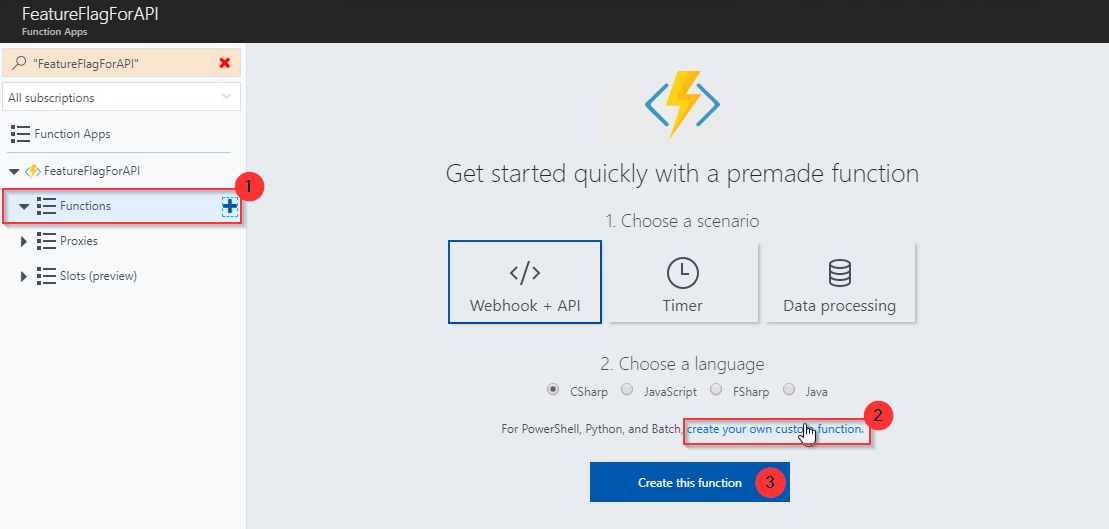 FeatureFlagForAPI
Function Apps
"FeatureFlagForAPI"
All subscriptions
Function Apps
FeatureFlagForAPI
1
Functions
Proxies
Slots (preview)
Get started quickly with a premade function
1. Choose a scenario
Webhook + API Timer Data processing
2. Choose a language
CSharp JavaScript FSharp Java
2
For PowerShell, Python, and Batch, create your own custom function.
Create this function 3